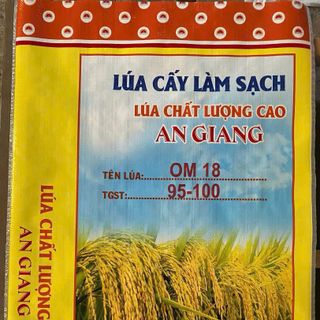 LÚA CẤY LÀM SẠCH
LÚA CHẤT LƯỢNG CAO
AN GIANG
TÊN LÚA: OM 18
TGST: 95-100
LÚA CHẤT LƯỢNG
AN GIANG